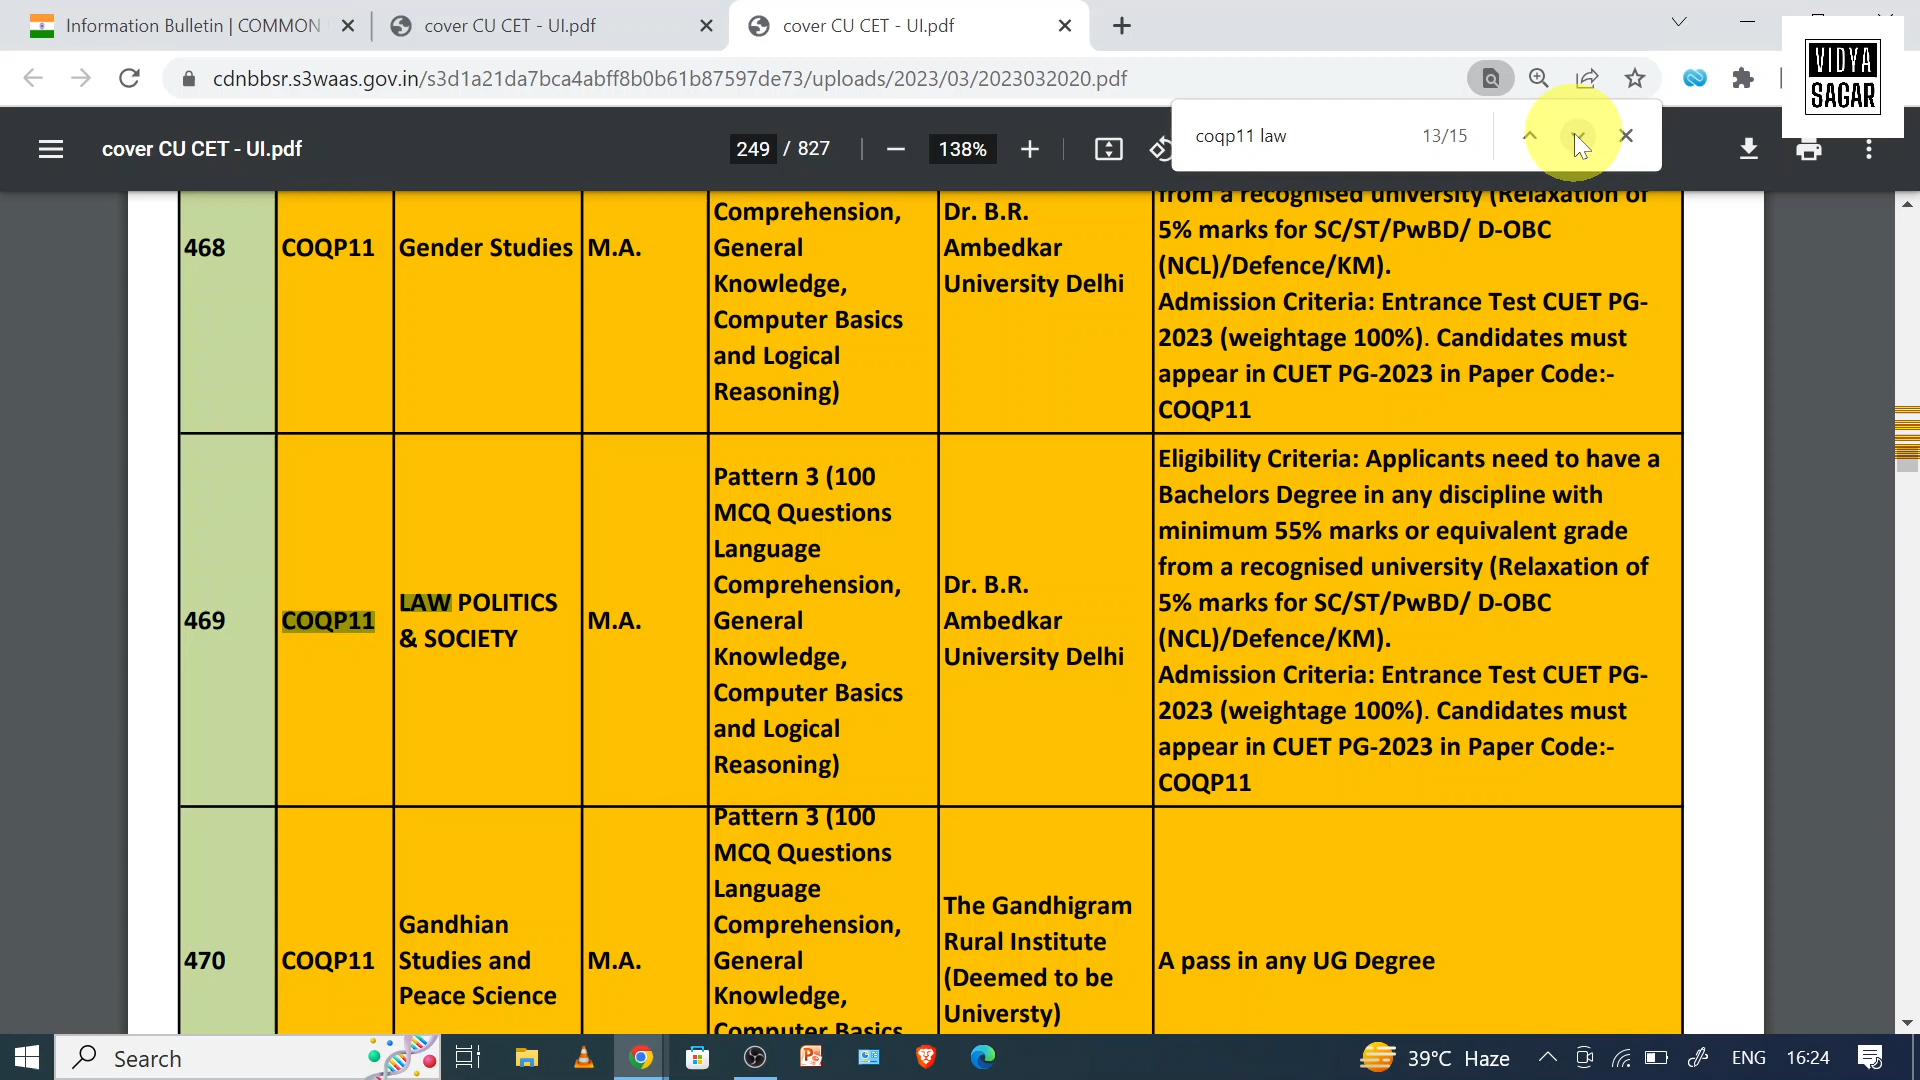 Information Bulletin | COMMON
cover CU CET - UI.pdf
cover CU CET - UI.pdf
cdnbbsr.s3waas.gov.in/s3d1a21da7bca4abff8b0b61b87597de73/uploads/2023/03/2023032020.pdf
VIDYA
SAGAR
cover CU CET - UI.pdf
249 / 827
138%
coqp11 law
13/15
468
COQP11
Gender Studies
M.A.
Comprehension,
General
Knowledge,
Computer Basics
and Logical
Reasoning)
Dr. B.R.
Ambedkar
University Delhi
from a recognised university (Relaxation of
5% marks for SC/ST/PwBD/ D-OBC
(NCL)/Defence/KM).
Admission Criteria: Entrance Test CUET PG-
2023 (weightage 100%). Candidates must
appear in CUET PG-2023 in Paper Code:-
COQP11
469
COQP11
LAW POLITICS
& SOCIETY
M.A.
Pattern 3 (100
MCQ Questions
Language
Comprehension,
General
Knowledge,
Computer Basics
and Logical
Reasoning)
Dr. B.R.
Ambedkar
University Delhi
Eligibility Criteria: Applicants need to have a
Bachelors Degree in any discipline with
minimum 55% marks or equivalent grade
from a recognised university (Relaxation of
5% marks for SC/ST/PwBD/ D-OBC
(NCL)/Defence/KM).
Admission Criteria: Entrance Test CUET PG-
2023 (weightage 100%). Candidates must
appear in CUET PG-2023 in Paper Code:-
COQP11
470
COQP11
Gandhian
Studies and
Peace Science
M.A.
Pattern 3 (100
MCQ Questions
Language
Comprehension,
General
Knowledge,
Computer Basics
The Gandhigram
Rural Institute
(Deemed to be
Universty)
A pass in any UG Degree
Search
39°C Haze
ENG
16:24